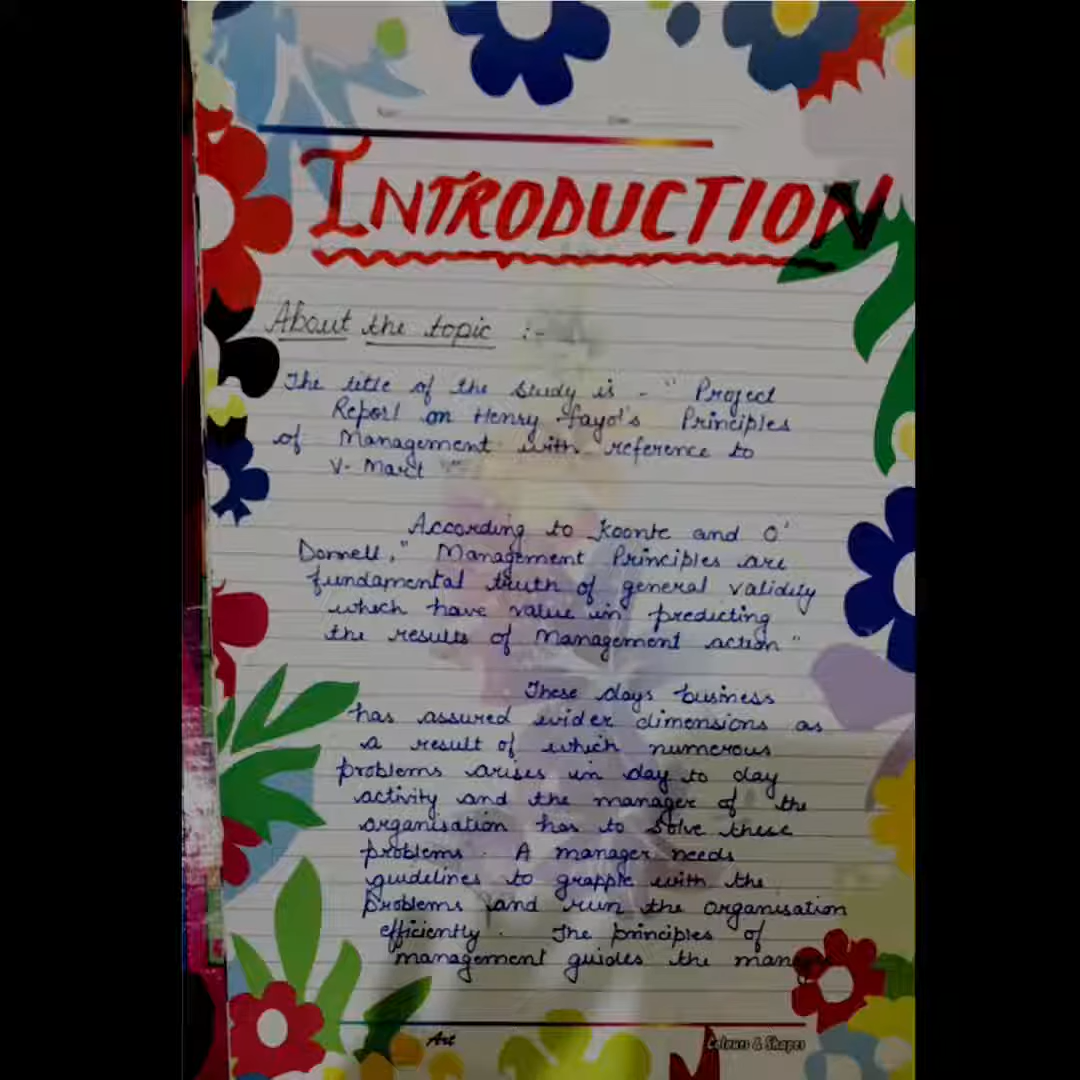 INTRODUCTION
About the topic :-
The title of the study is - " Project
Report on Henry fayol's Principles
of Management with reference to
V- Mart "
According to Koontz and O'
Donnell, " Management Principles are
fundamental truth of general validity
which have value in predicting
the results of management action "
These days business
has assured wider dimensions as
a result of which numerous
problems arises in day to day
activity and the manager of the
organisation has to solve these
problems . A manager needs
guidelines to grapple with the
problems and run the organisation
efficiently . The principles of
management guides the
Art
Colours & Shapes